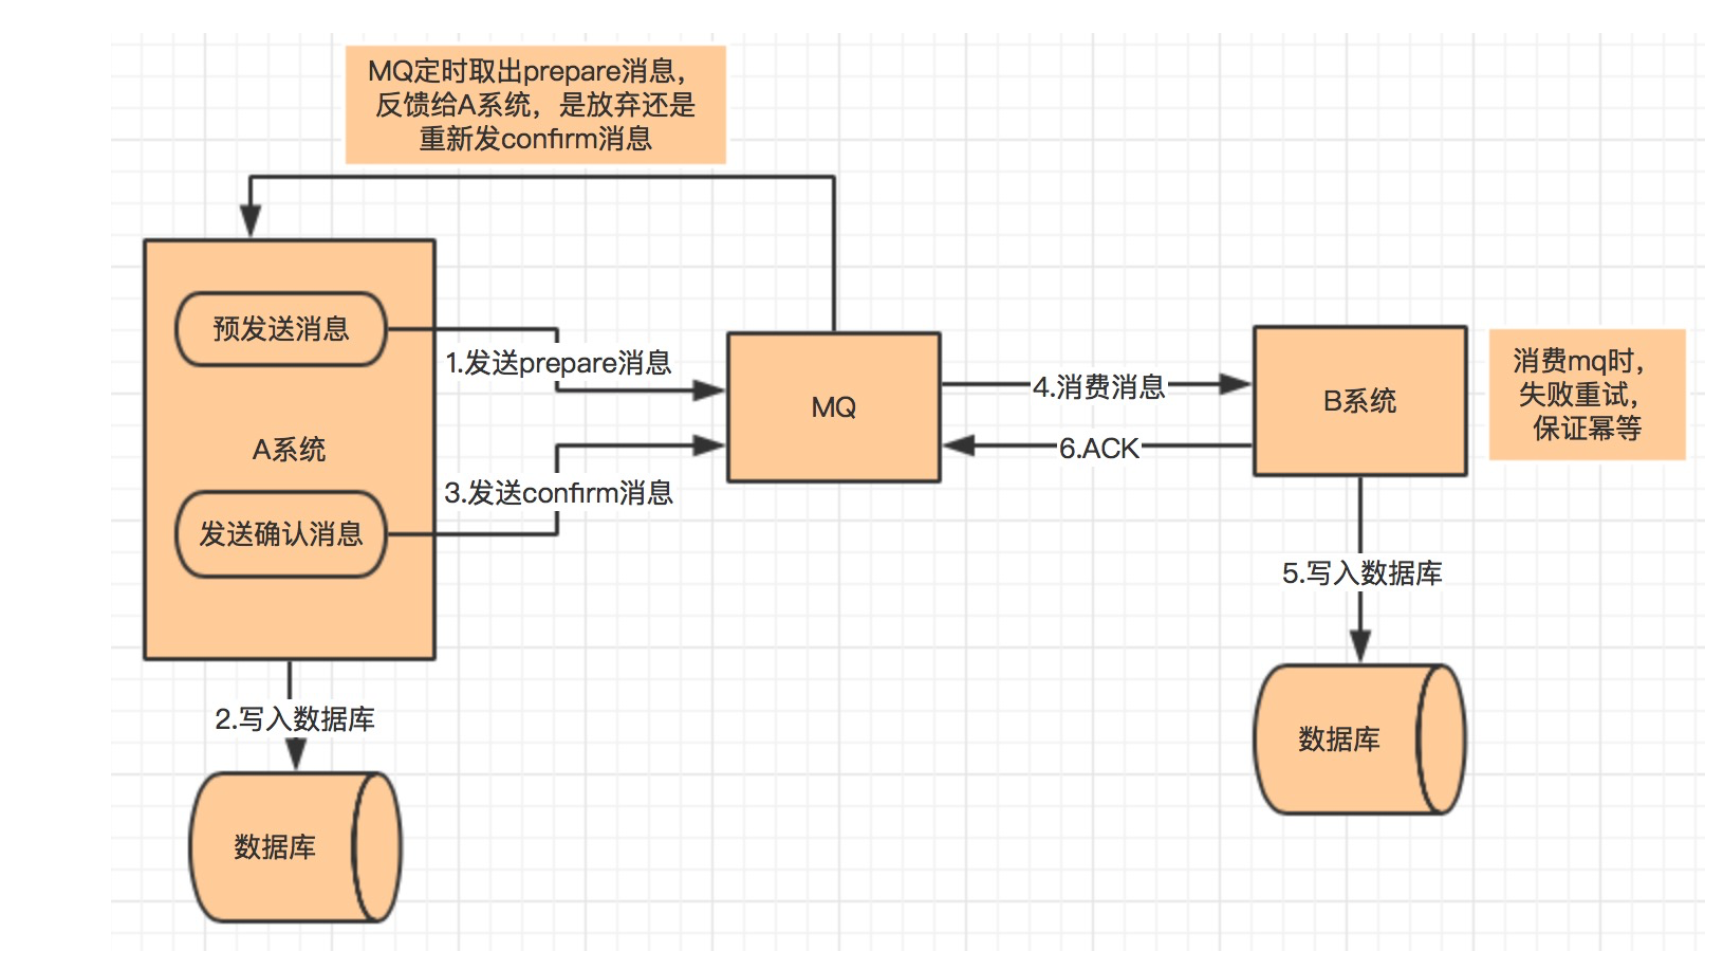 MQ定时取出prepare消息，
反馈给A系统，是放弃还是
重新发confirm消息
预发送消息
1.发送prepare消息
A系统
3.发送confirm消息
发送确认消息
2.写入数据库
数据库
MQ
4.消费消息
6.ACK
B系统
消费mq时，
失败重试，
保证幂等
5.写入数据库
数据库